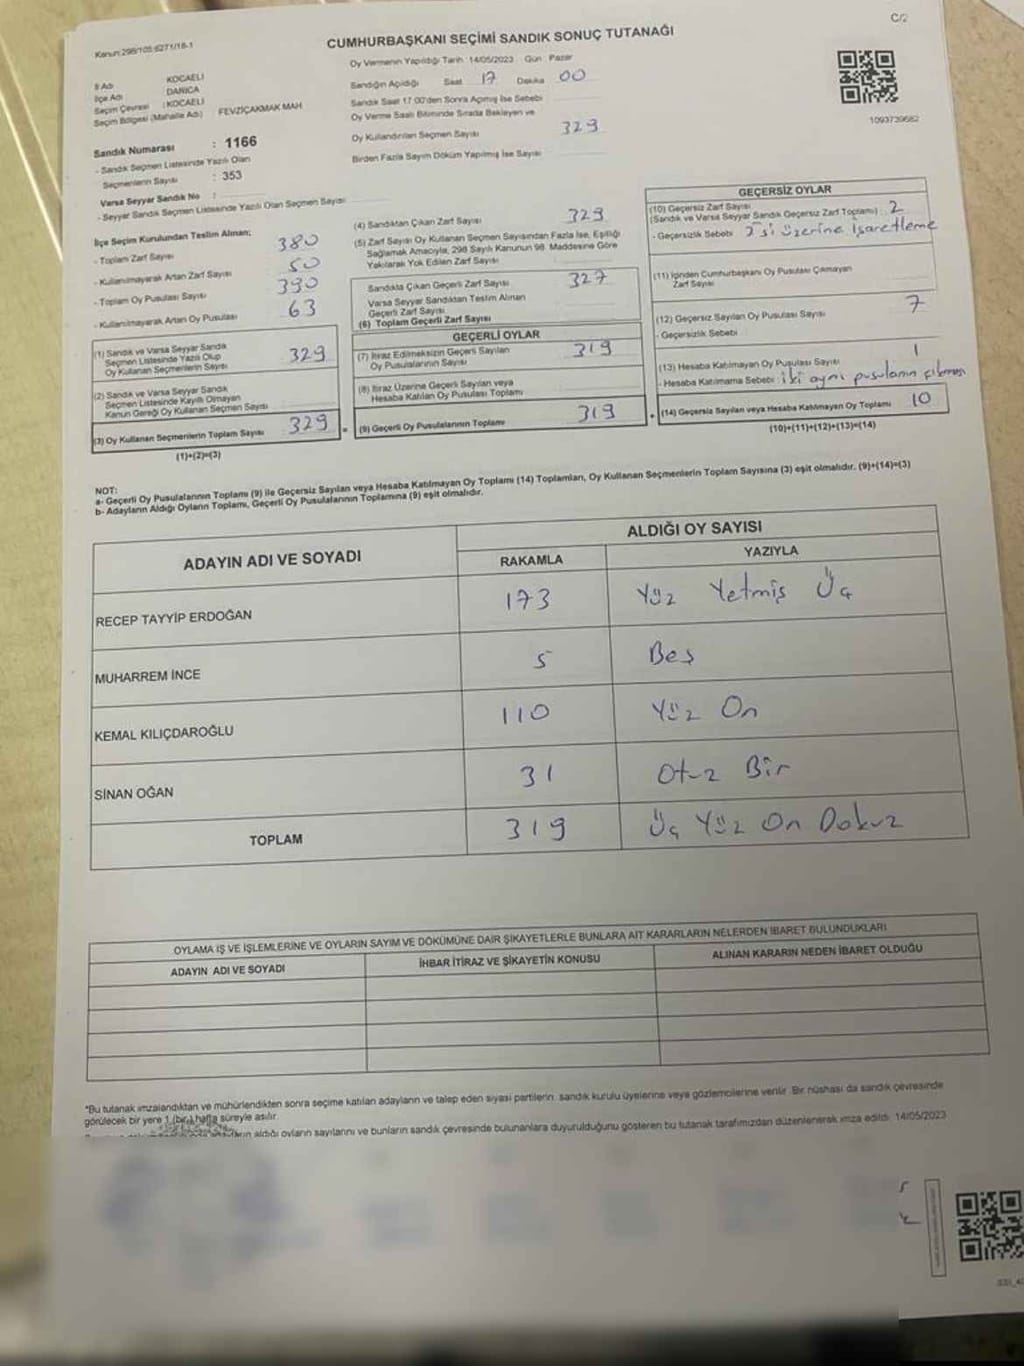 C/2
Kanun:298/105:6271/18-1
CUMHURBAŞKANI SEÇİMİ SANDIK SONUÇ TUTANAĞI
İl Adı : KOCAELİ
İlçe Adı : DARICA
Seçim Çevresi : KOCAELİ
Seçim Bölgesi (Mahalle Adı) FEVZİÇAKMAK MAH
Sandık Numarası : 1166
- Sandık Seçmen Listesinde Yazılı Olan
Seçmenlerin Sayısı : 353
Varsa Seyyar Sandık No :
- Seyyar Sandık Seçmen Listesinde Yazılı Olan Seçmen Sayısı
Oy Vermenin Yapıldığı Tarih 14/05/2023 Gün Pazar
Sandığın Açıldığı Saat 17 Dakika 00
Sandık Saat 17:00'den Sonra Açılmış İse Sebebi
Oy Verme Saati Bitiminde Sırada Bekleyen ve
Oy Kullandırılan Seçmen Sayısı 329
Birden Fazla Sayım Döküm Yapılmış İse Sayısı
1093739682
İlçe Seçim Kurulundan Teslim Alınan;
- Toplam Zarf Sayısı 380
- Kullanılmayarak Artan Zarf Sayısı 50
- Toplam Oy Pusulası Sayısı 390
- Kullanılmayarak Artan Oy Pusulası 63
(1) Sandık ve Varsa Seyyar Sandık
Seçmen Listesinde Yazılı Olup
Oy Kullanan Seçmenlerin Sayısı 329
(2) Sandık ve Varsa Seyyar Sandık
Seçmen Listesinde Kayıtlı Olmayan
Kanun Gereği Oy Kullanan Seçmen Sayısı
(3) Oy Kullanan Seçmenlerin Toplam Sayısı 329
(1)+(2)=(3)
(4) Sandıktan Çıkan Zarf Sayısı 329
(5) Zarf Sayısı Oy Kullanan Seçmen Sayısından Fazla İse, Eşitliği
Sağlamak Amacıyla, 298 Sayılı Kanunun 98. Maddesine Göre
Yakılarak Yok Edilen Zarf Sayısı
Sandıkta Çıkan Geçerli Zarf Sayısı 327
Varsa Seyyar Sandıktan Teslim Alınan
Geçerli Zarf Sayısı
(6) Toplam Geçerli Zarf Sayısı
GEÇERLİ OYLAR
(7) İtiraz Edilmeksizin Geçerli Sayılan
Oy Pusulalarının Sayısı 319
(8) İtiraz Üzerine Geçerli Sayılan veya
Hesaba Katılan Oy Pusulası Toplamı
= (9) Geçerli Oy Pusulalarının Toplamı 319
GEÇERSİZ OYLAR
(10) Geçersiz Zarf Sayısı
(Sandık ve Varsa Seyyar Sandık Geçersiz Zarf Toplamı) : 2
- Geçersizlik Sebebi 2'si üzerine işaretleme
(11) İçinden Cumhurbaşkanı Oy Pusulası Çıkmayan
Zarf Sayısı
(12) Geçersiz Sayılan Oy Pusulası Sayısı 7
- Geçersizlik Sebebi
(13) Hesaba Katılmayan Oy Pusulası Sayısı 1
- Hesaba Katılmama Sebebi iki aynı pusulanın çıkması
+ (14) Geçersiz Sayılan veya Hesaba Katılmayan Oy Toplamı 10
(10)+(11)+(12)+(13)=(14)
NOT:
a- Geçerli Oy Pusulalarının Toplamı (9) ile Geçersiz Sayılan veya Hesaba Katılmayan Oy Toplamı (14) Toplamları, Oy Kullanan Seçmenlerin Toplam Sayısına (3) eşit olmalıdır. (9)+(14)=(3)
b- Adayların Aldığı Oyların Toplamı, Geçerli Oy Pusulalarının Toplamına (9) eşit olmalıdır.
ADAYIN ADI VE SOYADI
ALDIĞI OY SAYISI
RAKAMLA YAZIYLA
RECEP TAYYİP ERDOĞAN 173 Yüz Yetmiş Üç
MUHARREM İNCE 5 Beş
KEMAL KILIÇDAROĞLU 110 Yüz On
SİNAN OĞAN 31 Otuz Bir
TOPLAM 319 Üç Yüz On Dokuz
OYLAMA İŞ VE İŞLEMLERİNE VE OYLARIN SAYIM VE DÖKÜMÜNE DAİR ŞİKAYETLERLE BUNLARA AİT KARARLARIN NELERDEN İBARET BULUNDUKLARI
ADAYIN ADI VE SOYADI İHBAR İTİRAZ VE ŞİKAYETİN KONUSU ALINAN KARARIN NEDEN İBARET OLDUĞU
*Bu tutanak imzalandıktan ve mühürlendikten sonra seçime katılan adayların ve talep eden siyasi partilerin sandık kurulu üyelerine veya gözlemcilerine verilir. Bir nüshası da sandık çevresinde
görülecek bir yere 1 (bir) hafta süreyle asılır.
aldığı oyların sayılarını ve bunların sandık çevresinde bulunanlara duyurulduğunu gösteren bu tutanak tarafımızdan düzenlenerek imza edildi. 14/05/2023